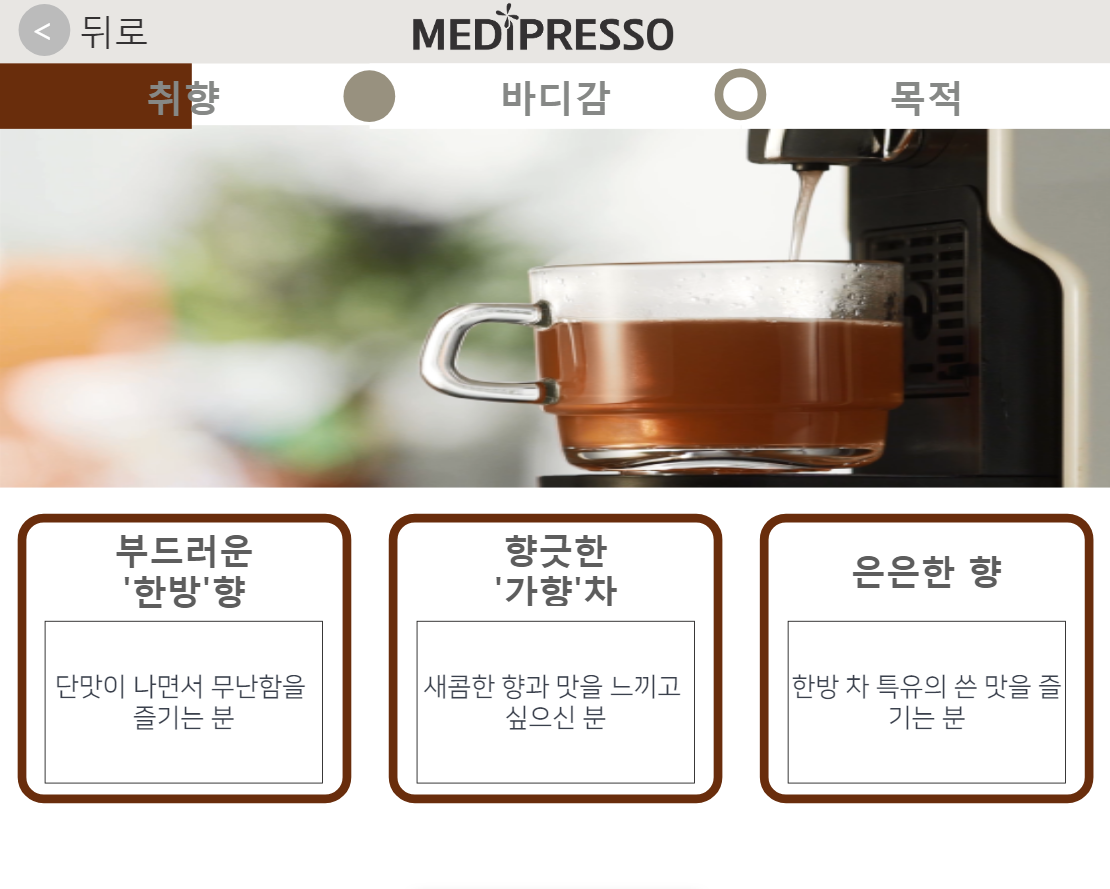 < 뒤로
MEDIPRESSO
취향
바디감
목적
부드러운
'한방'향
단맛이 나면서 무난함을
즐기는 분
향긋한
'가향'차
새콤한 향과 맛을 느끼고
싶으신 분
은은한 향
한방 차 특유의 쓴 맛을 즐
기는 분